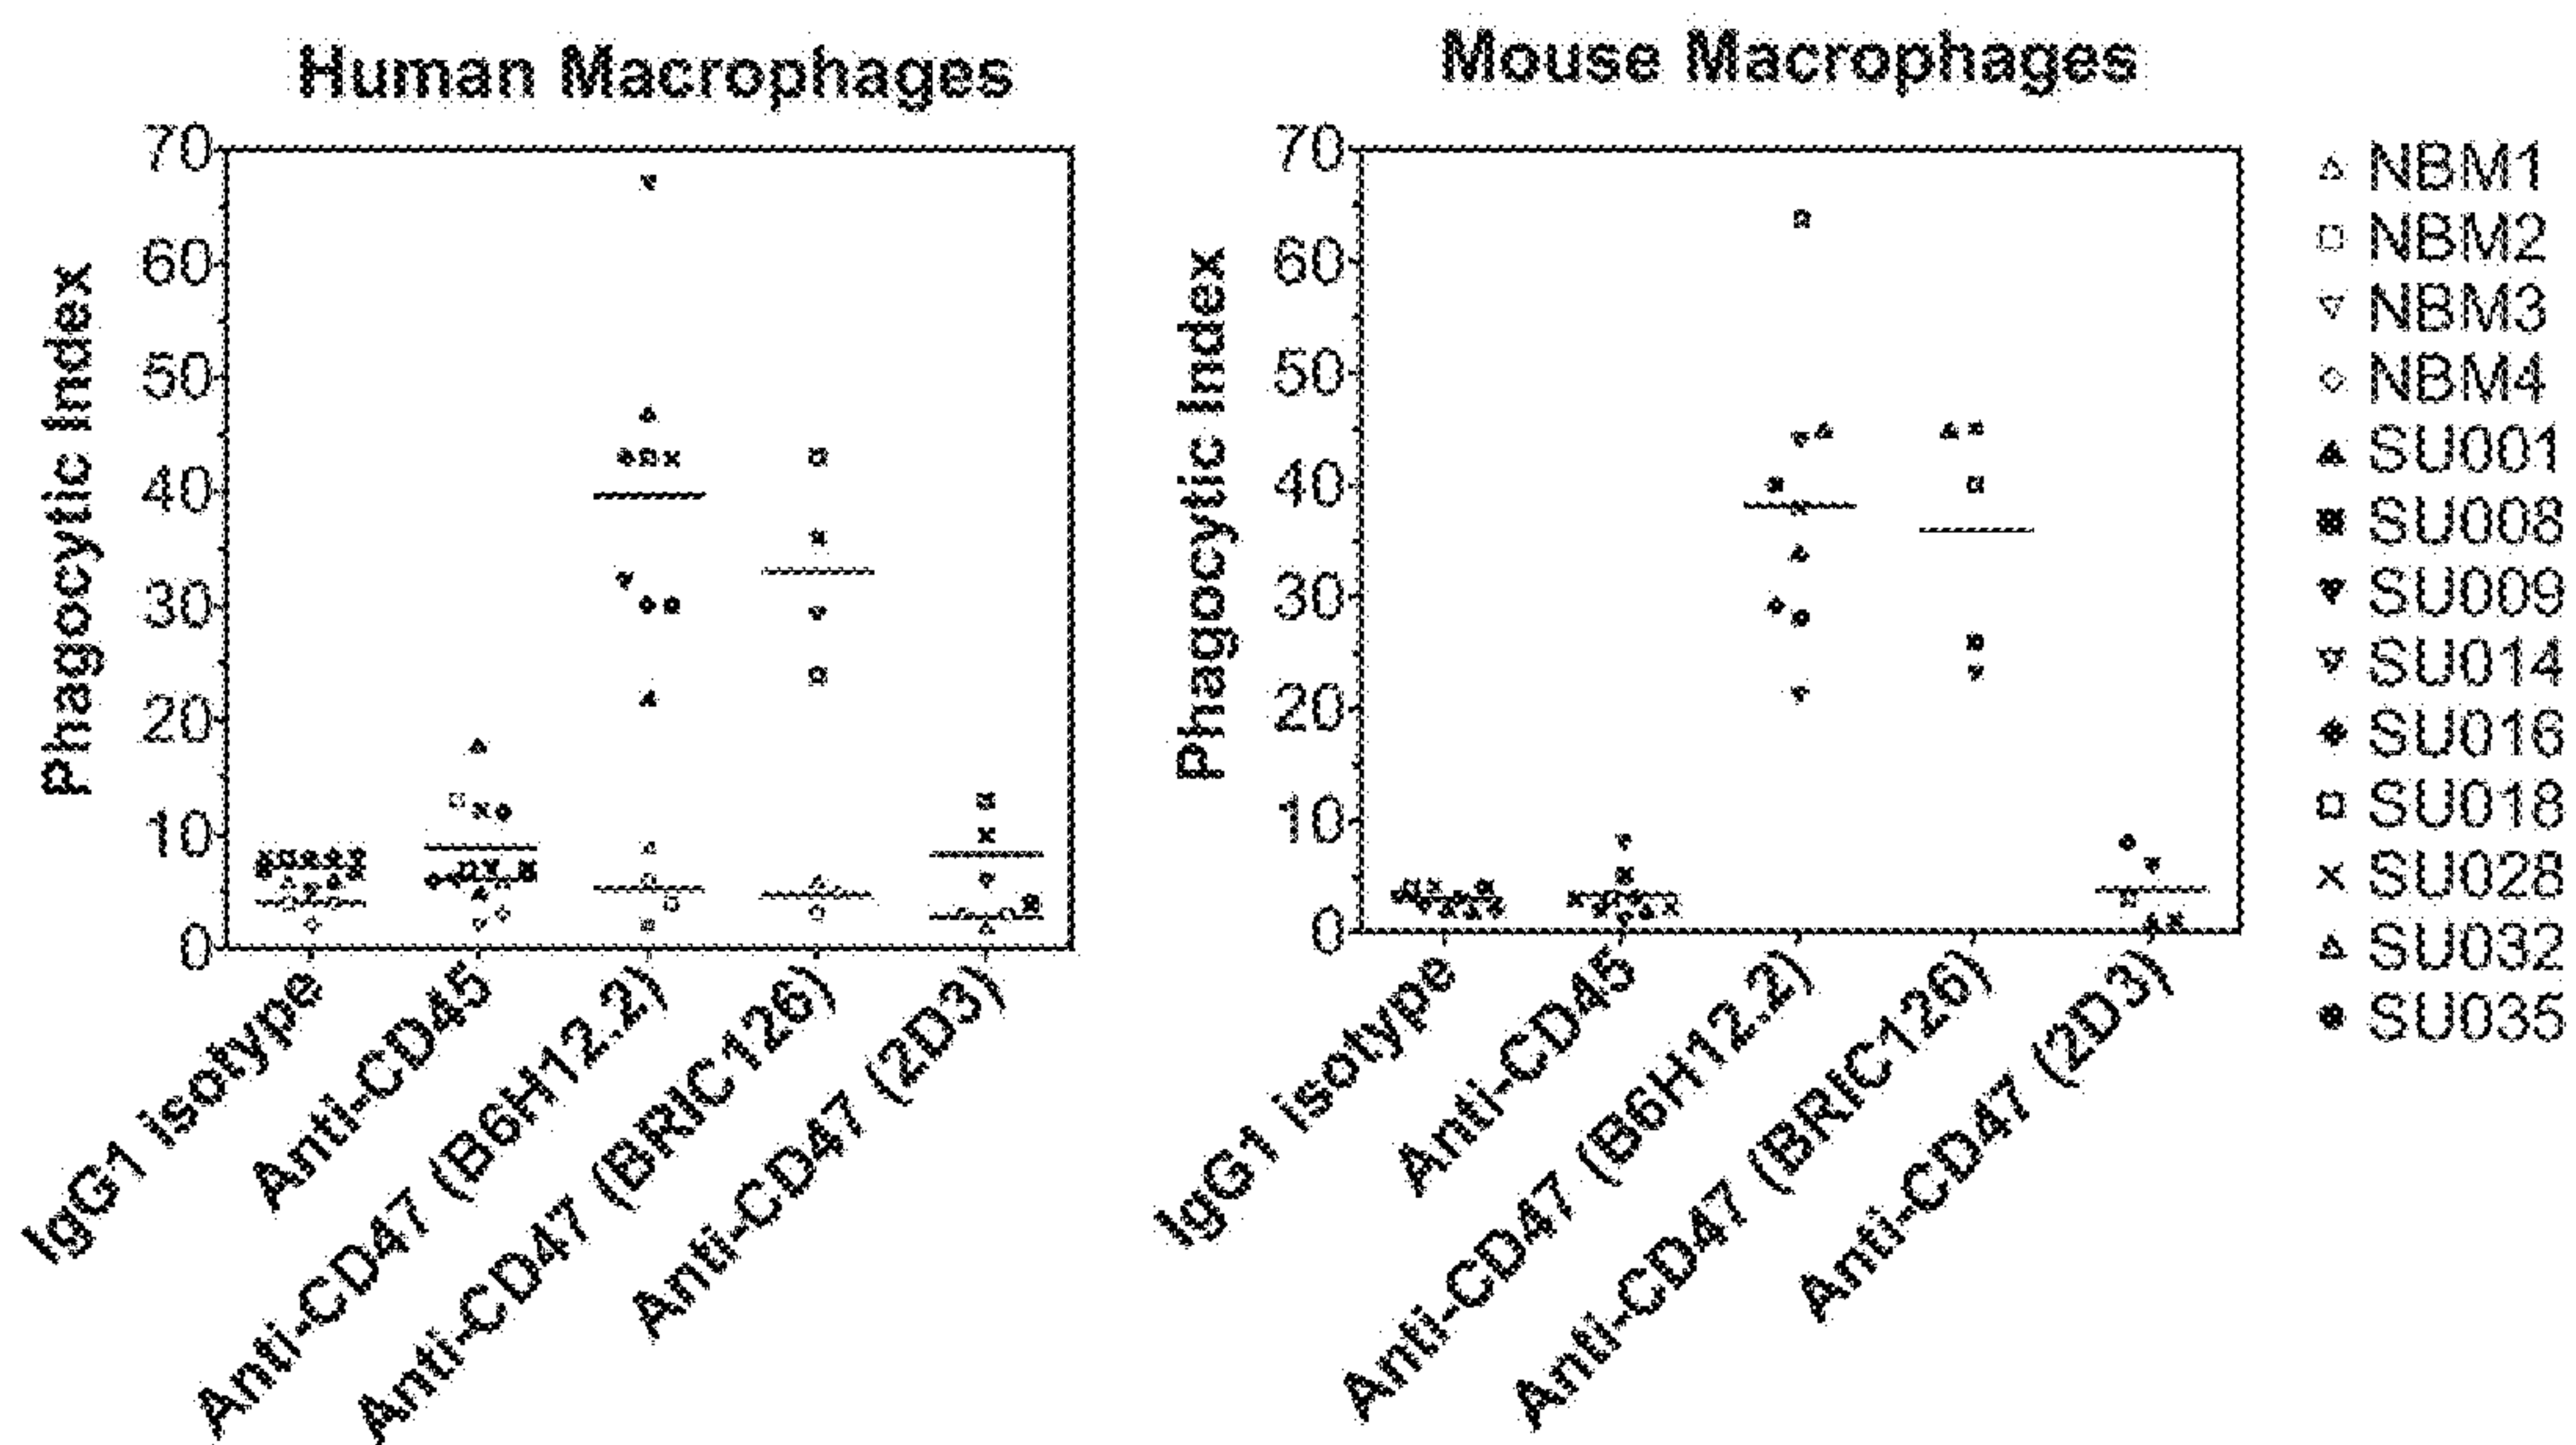 Human Macrophages
Phagocytic Index
70
60
50
40
30
20
10
0
IgG1 isotype
Anti-CD45
Anti-CD47 (B6H12.2)
Anti-CD47 (BRIC126)
Anti-CD47 (2D3)
Mouse Macrophages
Phagocytic Index
70
60
50
40
30
20
10
0
IgG1 isotype
Anti-CD45
Anti-CD47 (B6H12.2)
Anti-CD47 (BRIC126)
Anti-CD47 (2D3)
NBM1
NBM2
NBM3
NBM4
SU001
SU008
SU009
SU014
SU016
SU018
SU028
SU032
SU035